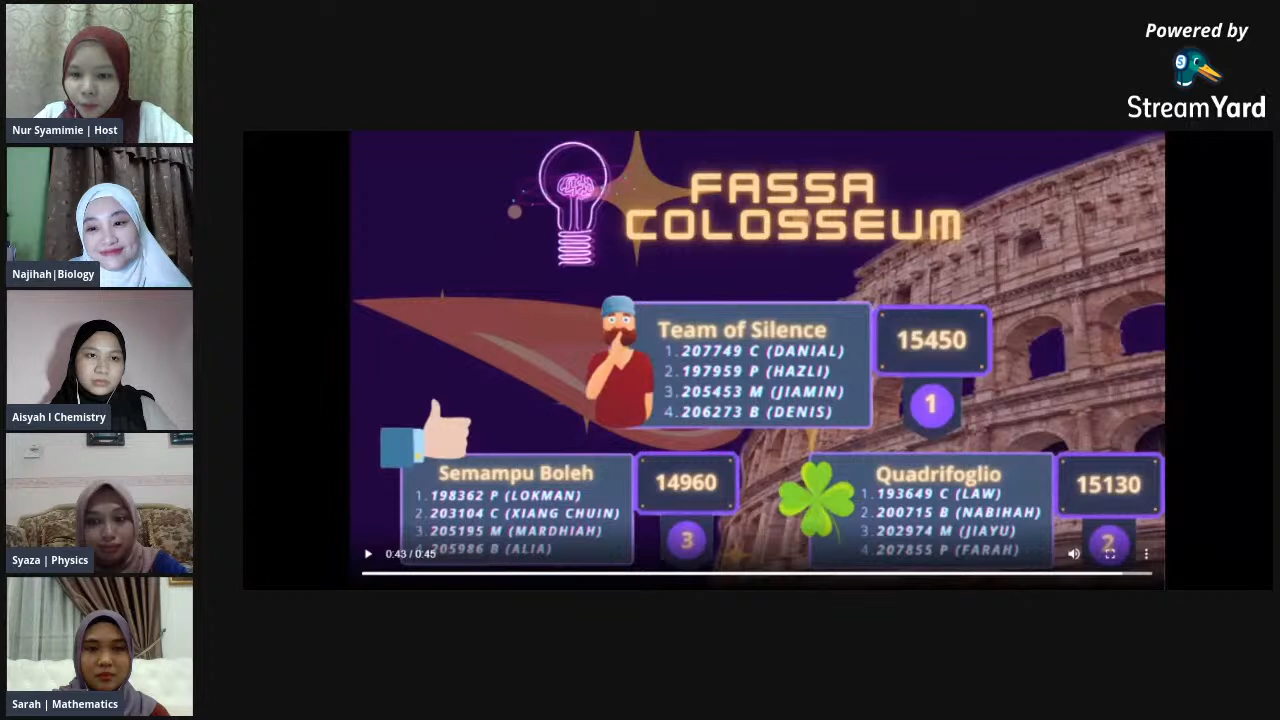 Powered by
StreamYard
Nur Syamimie | Host
Najihah|Biology
Aisyah I Chemistry
Syaza | Physics
Sarah | Mathematics
FASSA
COLOSSEUM
Team of Silence
1. 207749 C (DANIAL)
2. 197959 P (HAZLI)
3. 205453 M (JIAMIN)
4. 206273 B (DENIS)
15450
1
Semampu Boleh
1. 198362 P (LOKMAN)
2. 203104 C (XIANG CHUIN)
3. 205195 M (MARDHIAH)
4. 205986 B (ALIA)
14960
3
Quadrifoglio
1. 193649 C (LAW)
2. 200715 B (NABIHAH)
3. 202974 M (JIAYU)
4. 207855 P (FARAH)
15130
2
0:43 / 0:45